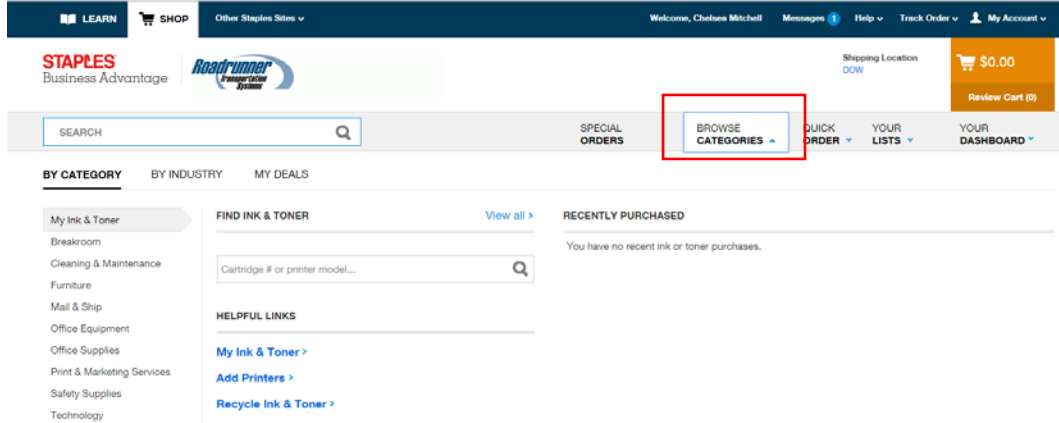 LEARN
SHOP
Other Staples Sites
Welcome, Chelsea Mitchell
Messages 1
Help
Track Order
My Account
STAPLES
Business Advantage
Roadrunner
Transportation
Systems
Shipping Location
DOW
$0.00
Review Cart (0)
SEARCH
SPECIAL
ORDERS
BROWSE
CATEGORIES
QUICK
ORDER
YOUR
LISTS
YOUR
DASHBOARD
BY CATEGORY
BY INDUSTRY
MY DEALS
My Ink & Toner
Breakroom
Cleaning & Maintenance
Furniture
Mail & Ship
Office Equipment
Office Supplies
Print & Marketing Services
Safety Supplies
Technology
FIND INK & TONER
View all >
Cartridge # or printer model...
HELPFUL LINKS
My Ink & Toner >
Add Printers >
Recycle Ink & Toner >
RECENTLY PURCHASED
You have no recent ink or toner purchases.